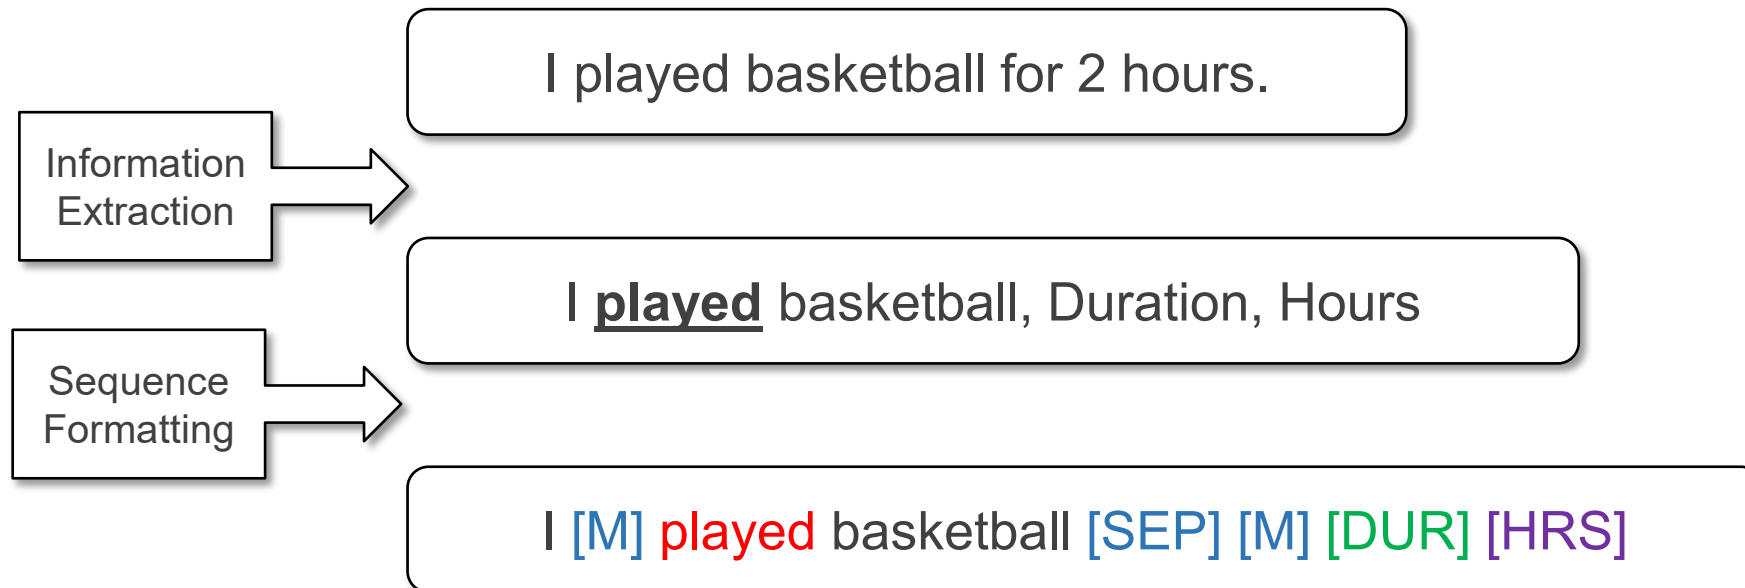 I played basketball for 2 hours.
Information
Extraction
I played basketball, Duration, Hours
Sequence
Formatting
I [M] played basketball [SEP] [M] [DUR] [HRS]